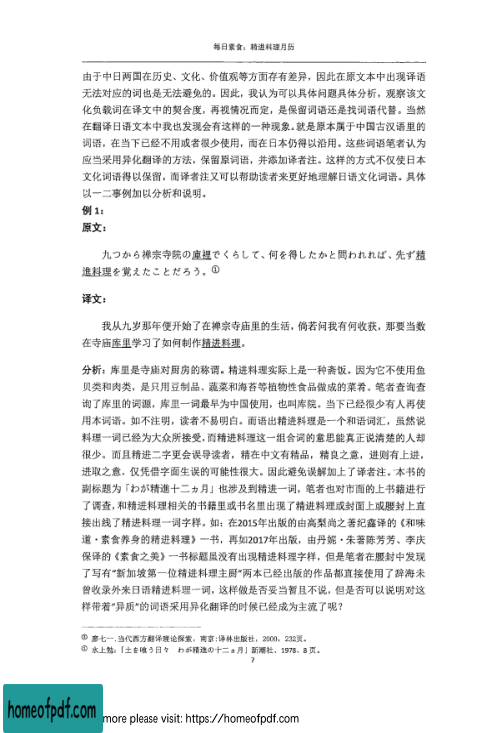 每日素食：精进料理月历
由于中日两国在历史、文化、价值观等方面存有差异，因此在原文本中出现译语
无法对应的词也是无法避免的。因此，我认为可以具体问题具体分析，观察该文
化负载词在译文中的契合度，再视情况而定，是保留词语还是找词语代替。当然
在翻译日语文本中我也发现会有这样的一种现象。就是原本属于中国古汉语里的
词语，在当下已经不用或者很少使用，而在日本仍得以沿用。这些词语笔者认为
应当采用异化翻译的方法，保留原词语，并添加译者注。这样的方式不仅使日本
文化词语得以保留，而译者注又可以帮助读者来更好地理解日语文化词语。具体
以一二事例加以分析和说明。
例 1：
原文：
九つから禅宗寺院の庫裡でくらして、何を得したかと問われれば、先ず精
進料理を覚えたことだろう。①
译文：
我从九岁那年便开始了在禅宗寺庙里的生活，倘若问我有何收获，那要当数
在寺庙库里学习了如何制作精进料理。
分析：库里是寺庙对厨房的称谓。精进料理实际上是一种斋饭。因为它不使用鱼
贝类和肉类，是只用豆制品、蔬菜和海苔等植物性食品做成的菜肴。笔者查询查
询了库里的词源，库里一词最早为中国使用，也叫库院。当下已经很少有人再使
用本词语。如不注明，读者不易明白。而语出精进料理是一个和语词汇，虽然说
料理一词已经为大众所接受，而精进料理这一组合词的意思能真正说清楚的人却
很少。而且精进二字更会误导读者，精在中文有精品，精良之意，进则有上进，
进取之意，仅凭借字面生误的可能性很大。因此避免误解加上了译者注。本书的
副标题为「わが精進十二ヵ月」也涉及到精进一词，笔者也对市面的上书籍进行
了调查，和精进料理相关的书籍里或书名里出现了精进料理或封面上或腰封上直
接出线了精进料理一词字样。如：在2015年出版的由高梨尚之著纪鑫译的《和味
道·素食养身的精进料理》一书，再如2017年出版，由丹妮·朱著陈芳芳、李庆
保译的《素食之美》一书标题虽没有出现精进料理字样，但是笔者在腰封中发现
了写有“新加坡第一位精进料理主厨”两本已经出版的作品都直接使用了辞海未
曾收录外来日语精进料理一词，这样做是否妥当暂且不说，但是否可以说明对这
样带着“异质”的词语采用异化翻译的时候已经成为主流了呢？
① 廖七一.当代西方翻译理论探索，南京：译林出版社，2000，232页。
② 水上勉：「土を喰う日々　わが精進の十二ヵ月」新潮社、1978、8 页。
7
homeofpdf.com
more please visit: https://homeofpdf.com